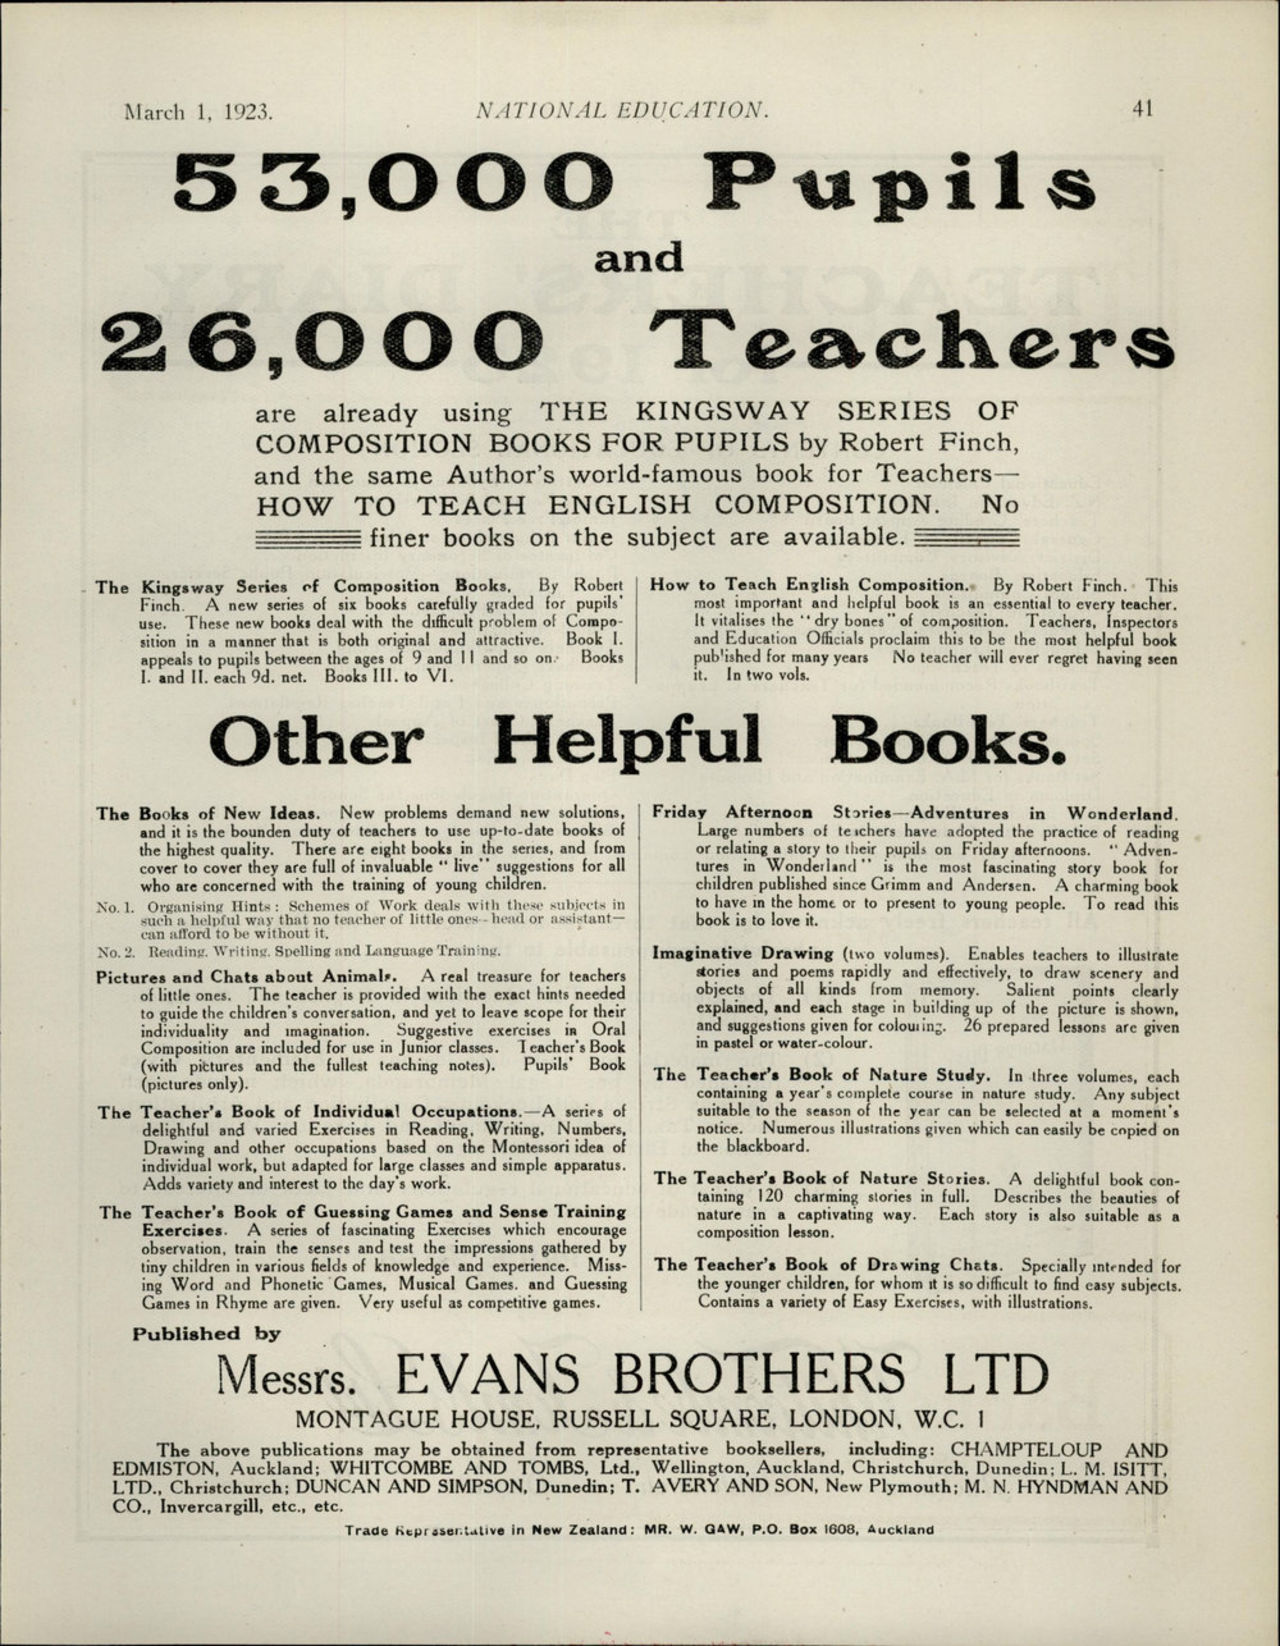 March 1, 1923.
NATIONAL EDUCATION.
41
53,000 Pupils
and
26,000 Teachers
are already using THE KINGSWAY SERIES OF
COMPOSITION BOOKS FOR PUPILS by Robert Finch,
and the same Author's world-famous book for Teachers—
HOW TO TEACH ENGLISH COMPOSITION. No
finer books on the subject are available.
The Kingsway Series of Composition Books, By Robert
Finch. A new series of six books carefully graded for pupils'
use. These new books deal with the difficult problem of Compo-
sition in a manner that is both original and attractive. Book I.
appeals to pupils between the ages of 9 and 11 and so on. Books
I. and II. each 9d. net. Books III. to VI.
How to Teach English Composition. By Robert Finch. This
most important and helpful book is an essential to every teacher.
It vitalises the "dry bones" of composition. Teachers, Inspectors
and Education Officials proclaim this to be the most helpful book
published for many years No teacher will ever regret having seen
it. In two vols.
Other Helpful Books.
The Books of New Ideas. New problems demand new solutions,
and it is the bounden duty of teachers to use up-to-date books of
the highest quality. There are eight books in the series, and from
cover to cover they are full of invaluable "live" suggestions for all
who are concerned with the training of young children.
No. 1. Organising Hints: Schemes of Work deals with these subjects in
such a helpful way that no teacher of little ones--head or assistant—
can afford to be without it.
No. 2. Reading, Writing, Spelling and Language Training.
Pictures and Chats about Animals. A real treasure for teachers
of little ones. The teacher is provided with the exact hints needed
to guide the children's conversation, and yet to leave scope for their
individuality and imagination. Suggestive exercises in Oral
Composition are included for use in Junior classes. Teacher's Book
(with pictures and the fullest teaching notes). Pupils' Book
(pictures only).
The Teacher's Book of Individual Occupations.—A series of
delightful and varied Exercises in Reading, Writing, Numbers,
Drawing and other occupations based on the Montessori idea of
individual work, but adapted for large classes and simple apparatus.
Adds variety and interest to the day's work.
The Teacher's Book of Guessing Games and Sense Training
Exercises. A series of fascinating Exercises which encourage
observation, train the senses and test the impressions gathered by
tiny children in various fields of knowledge and experience. Miss-
ing Word and Phonetic Games, Musical Games. and Guessing
Games in Rhyme are given. Very useful as competitive games.
Friday Afternoon Stories—Adventures in Wonderland.
Large numbers of teachers have adopted the practice of reading
or relating a story to their pupils on Friday afternoons. "Adven-
tures in Wonderland" is the most fascinating story book for
children published since Grimm and Andersen. A charming book
to have in the home or to present to young people. To read this
book is to love it.
Imaginative Drawing (two volumes). Enables teachers to illustrate
stories and poems rapidly and effectively, to draw scenery and
objects of all kinds from memory. Salient points clearly
explained, and each stage in building up of the picture is shown,
and suggestions given for colouring. 26 prepared lessons are given
in pastel or water-colour.
The Teacher's Book of Nature Study. In three volumes, each
containing a year's complete course in nature study. Any subject
suitable to the season of the year can be selected at a moment's
notice. Numerous illustrations given which can easily be copied on
the blackboard.
The Teacher's Book of Nature Stories. A delightful book con-
taining 120 charming stories in full. Describes the beauties of
nature in a captivating way. Each story is also suitable as a
composition lesson.
The Teacher's Book of Drawing Chats. Specially intended for
the younger children, for whom it is so difficult to find easy subjects.
Contains a variety of Easy Exercises, with illustrations.
Published by
Messrs. EVANS BROTHERS LTD
MONTAGUE HOUSE, RUSSELL SQUARE, LONDON, W.C. 1
The above publications may be obtained from representative booksellers, including: CHAMPTELOUP AND
EDMISTON, Auckland; WHITCOMBE AND TOMBS, Ltd., Wellington, Auckland, Christchurch, Dunedin; L. M. ISITT,
LTD., Christchurch; DUNCAN AND SIMPSON, Dunedin; T. AVERY AND SON, New Plymouth; M. N. HYNDMAN AND
CO., Invercargill, etc., etc.
Trade Representative in New Zealand: MR. W. GAW, P.O. Box 1608, Auckland